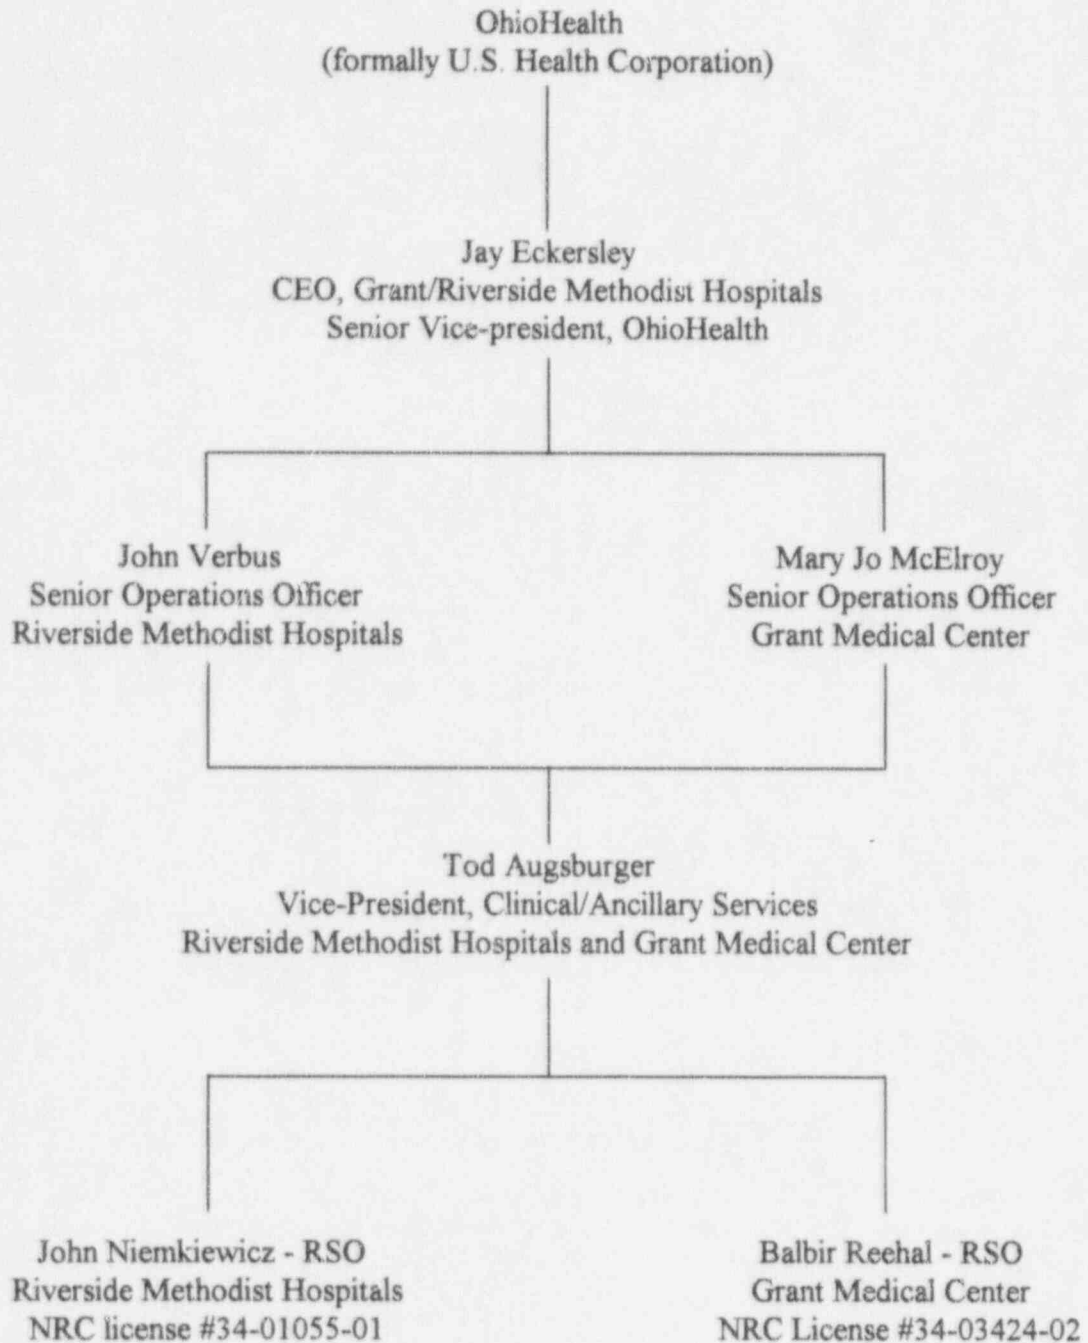 OhioHealth
(formally U.S. Health Corporation)
Jay Eckersley
CEO, Grant/Riverside Methodist Hospitals
Senior Vice-president, OhioHealth
John Verbus
Senior Operations Officer
Riverside Methodist Hospitals
Mary Jo McElroy
Senior Operations Officer
Grant Medical Center
Tod Augsburger
Vice-President, Clinical/Ancillary Services
Riverside Methodist Hospitals and Grant Medical Center
John Niemkiewicz - RSO
Riverside Methodist Hospitals
NRC license #34-01055-01
Balbir Reehal - RSO
Grant Medical Center
NRC License #34-03424-02